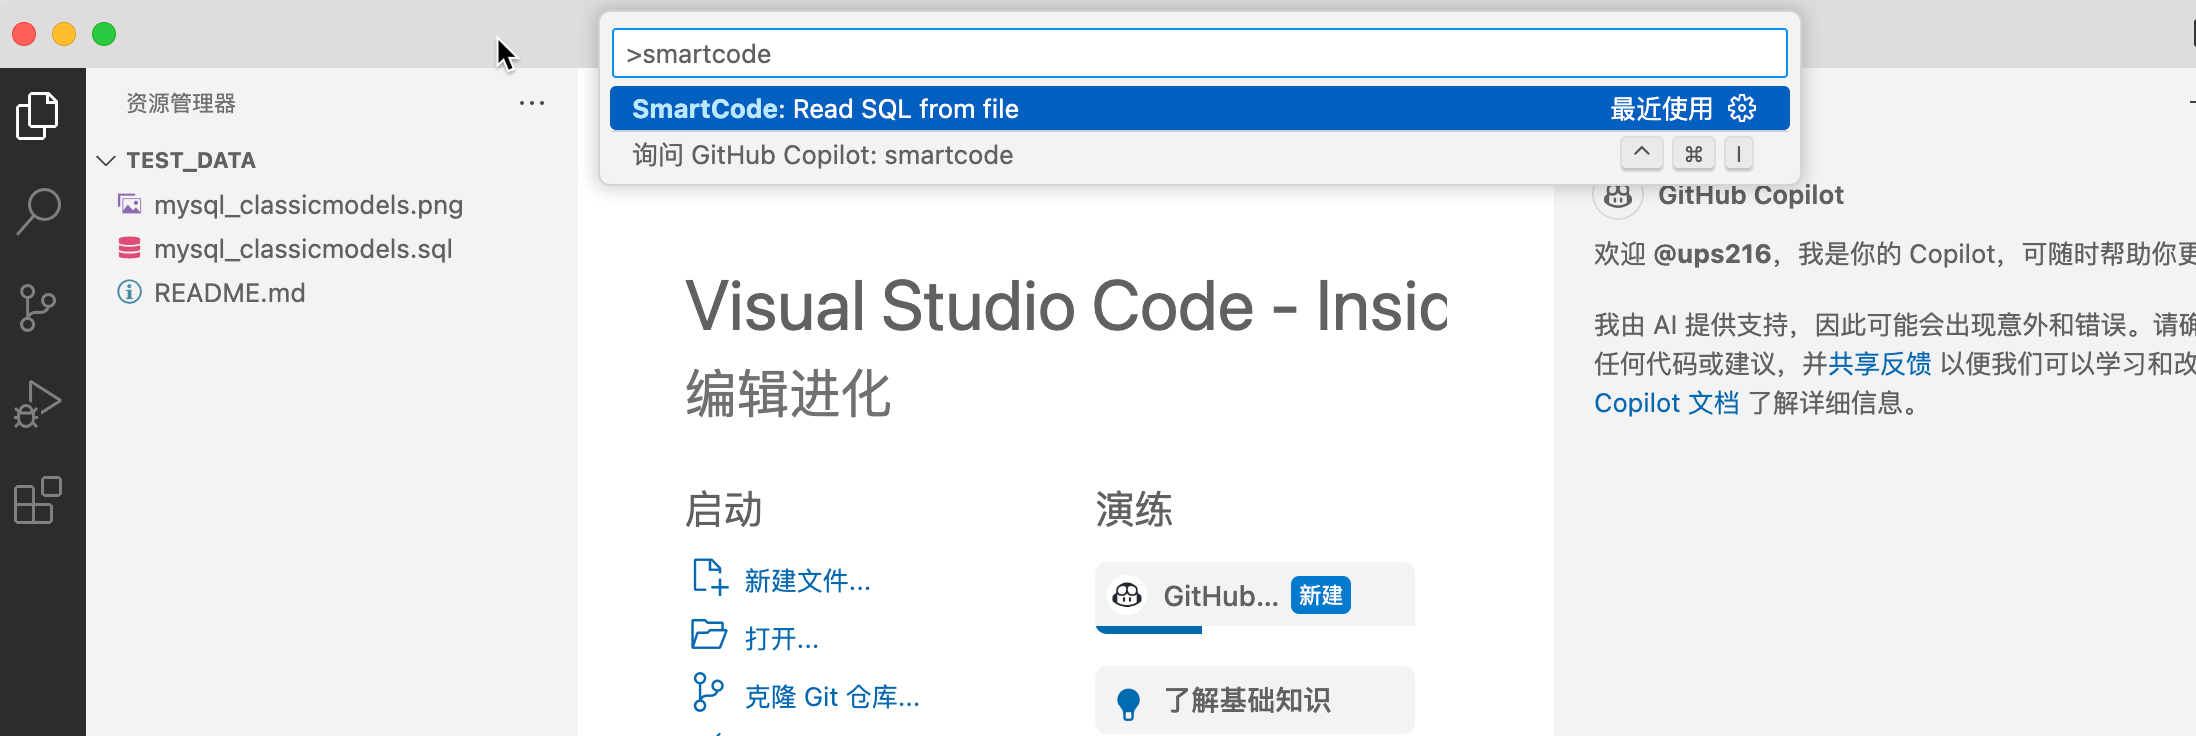 >smartcode
SmartCode: Read SQL from file 最近使用
询问 GitHub Copilot: smartcode ^ ⌘ I
资源管理器 ···
TEST_DATA
mysql_classicmodels.png
mysql_classicmodels.sql
README.md
Visual Studio Code - Insid
编辑进化
启动
新建文件...
打开...
克隆 Git 仓库...
演练
GitHub... 新建
了解基础知识
GitHub Copilot
欢迎 @ups216，我是你的 Copilot，可随时帮助你更
我由 AI 提供支持，因此可能会出现意外和错误。请确
任何代码或建议，并共享反馈 以便我们可以学习和改
Copilot 文档 了解详细信息。